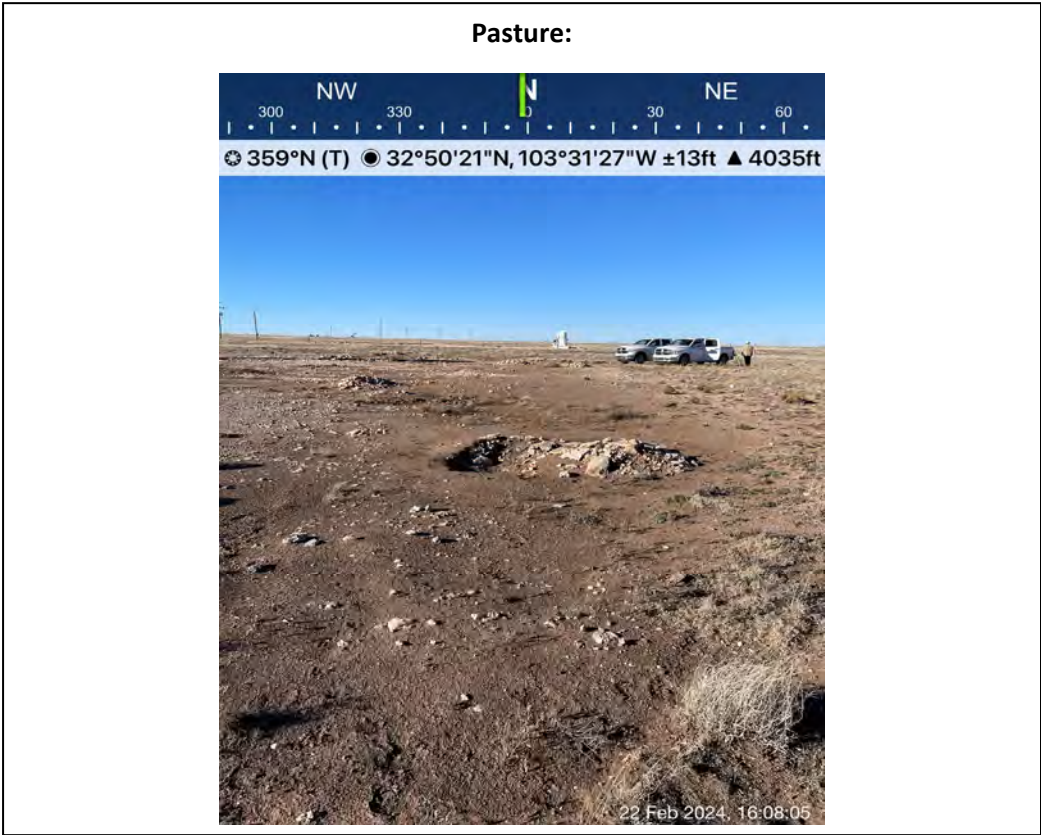 Pasture:
NW N NE
300 330 0 30 60
359°N (T) 32°50'21"N, 103°31'27"W ±13ft ▲ 4035ft
22 Feb 2024, 16:08:05